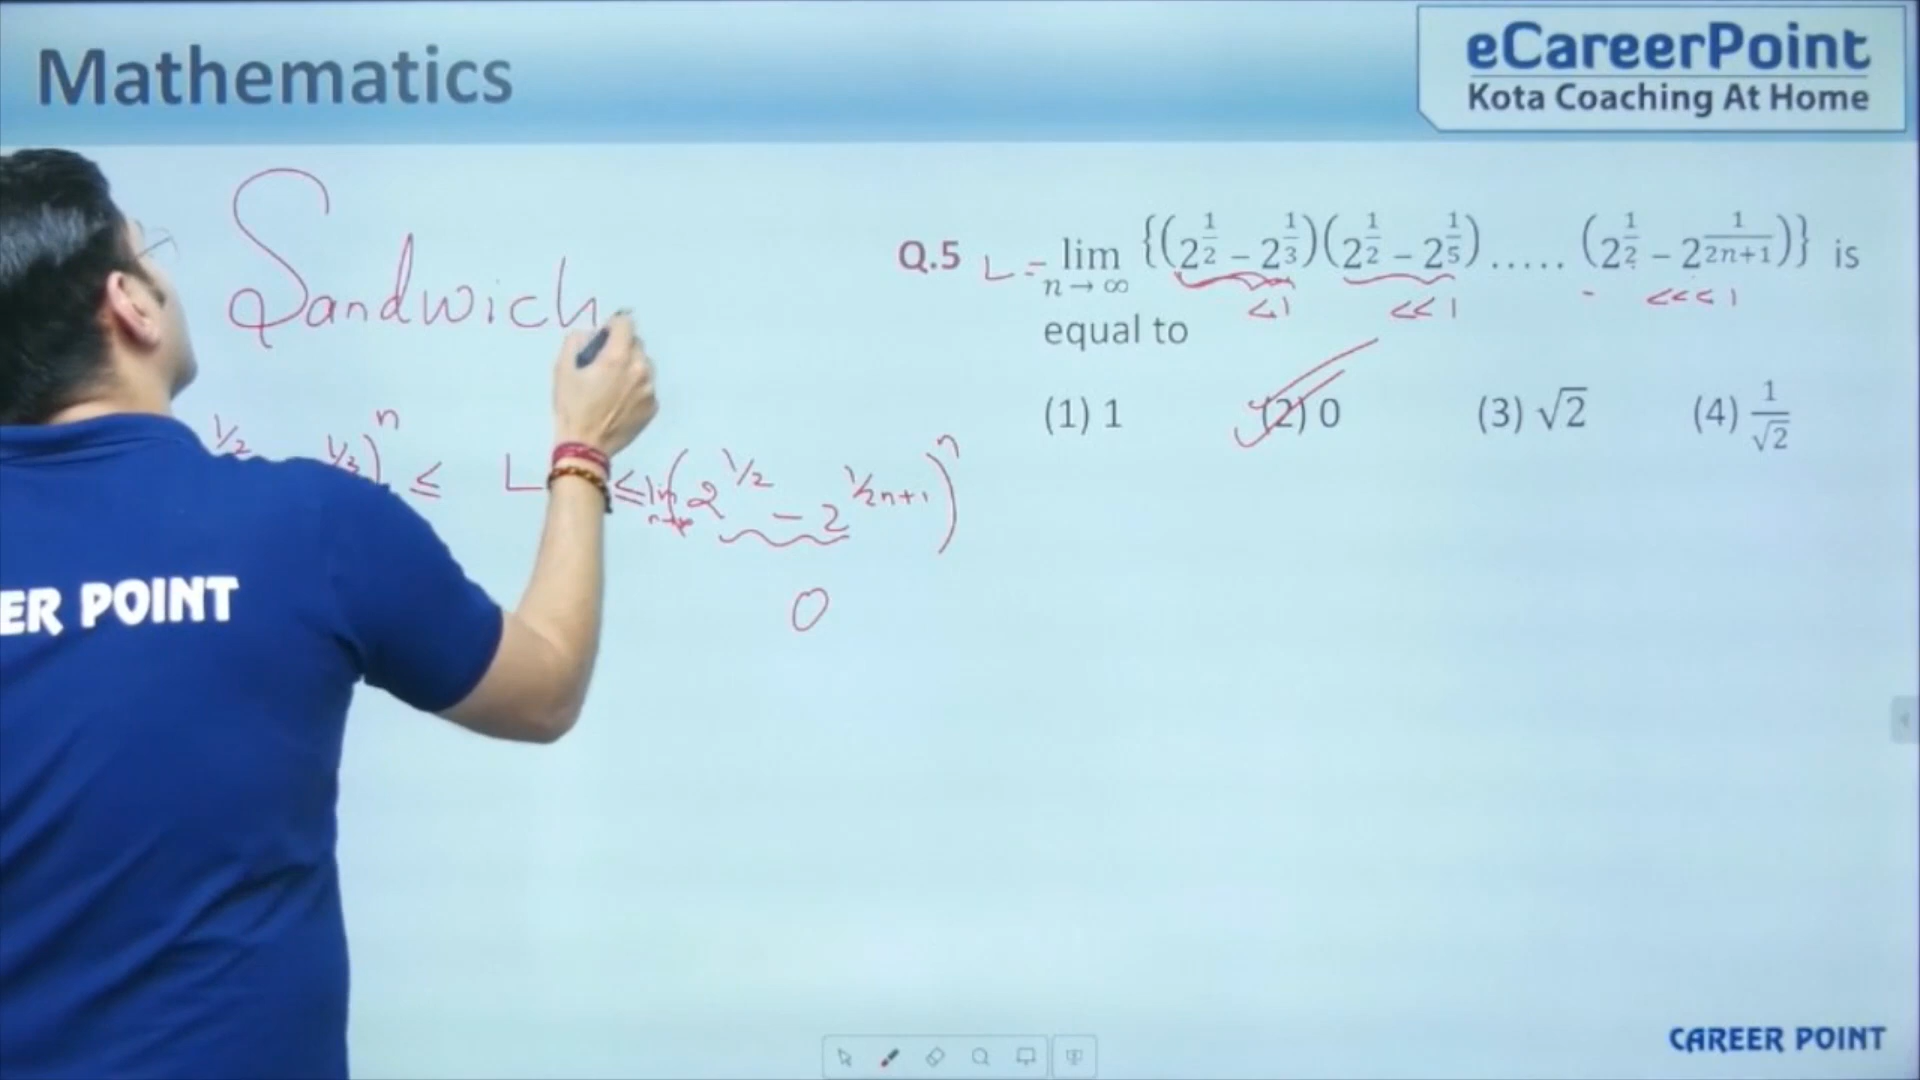 Mathematics
eCareerPoint
Kota Coaching At Home
Sandwich
Q.5 L = lim n→∞ {(2^(1/2) − 2^(1/3))(2^(1/2) − 2^(1/5)) ..... (2^(1/2) − 2^(1/(2n+1)))} is
<1 <<1 <<<1
equal to
(1) 1 (2) 0 (3) √2 (4) 1/√2
1/2 1/3)^n ≤ L ≤ lim n→∞ (2^(1/2) − 2^(1/2n+1))^n
0
ER POINT
CAREER POINT